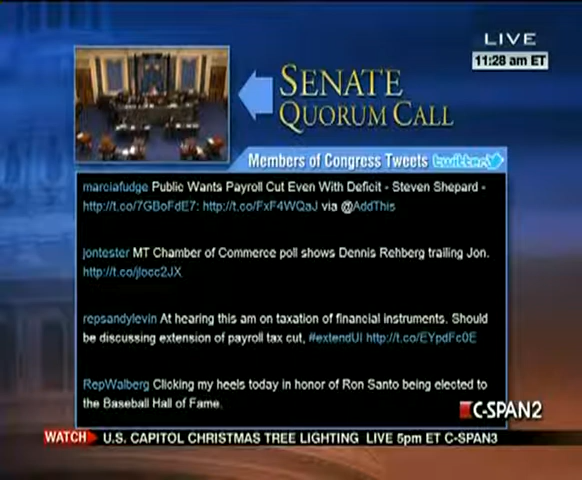 LIVE
11:28 am ET
SENATE
QUORUM CALL
Members of Congress Tweets twitter
marciafudge Public Wants Payroll Cut Even With Deficit - Steven Shepard -
http://t.co/7GBoFdE7: http://t.co/FxF4WQaJ via @AddThis
jontester MT Chamber of Commerce poll shows Dennis Rehberg trailing Jon.
http://t.co/jlocc2JX
repsandylevin At hearing this am on taxation of financial instruments. Should
be discussing extension of payroll tax cut, #extendUI http://t.co/EYpdFc0E
RepWalberg Clicking my heels today in honor of Ron Santo being elected to
the Baseball Hall of Fame.
C-SPAN2
WATCH U.S. CAPITOL CHRISTMAS TREE LIGHTING LIVE 5pm ET C-SPAN3